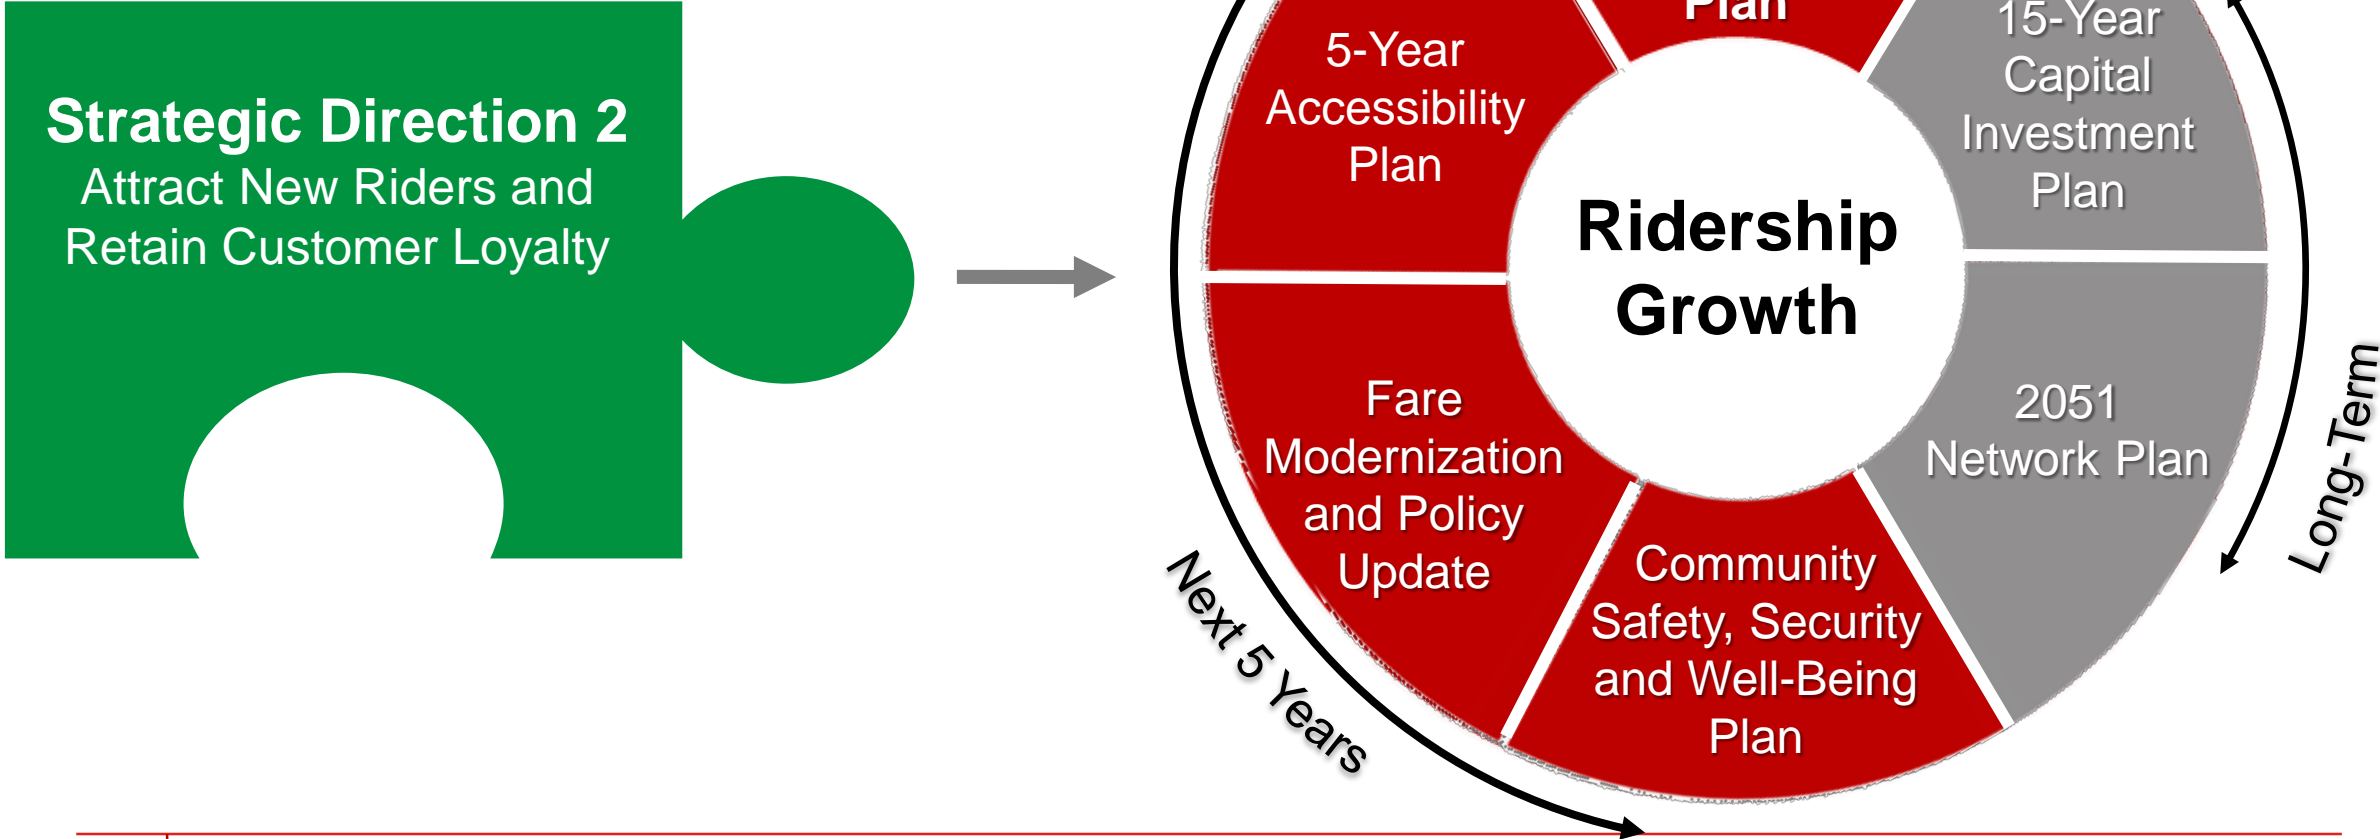 Strategic Direction 2
Attract New Riders and
Retain Customer Loyalty
Plan
5-Year
Accessibility
Plan
15-Year
Capital
Investment
Plan
Ridership
Growth
Fare
Modernization
and Policy
Update
Community
Safety, Security
and Well-Being
Plan
2051
Network Plan
Next 5 Years
Long-Term